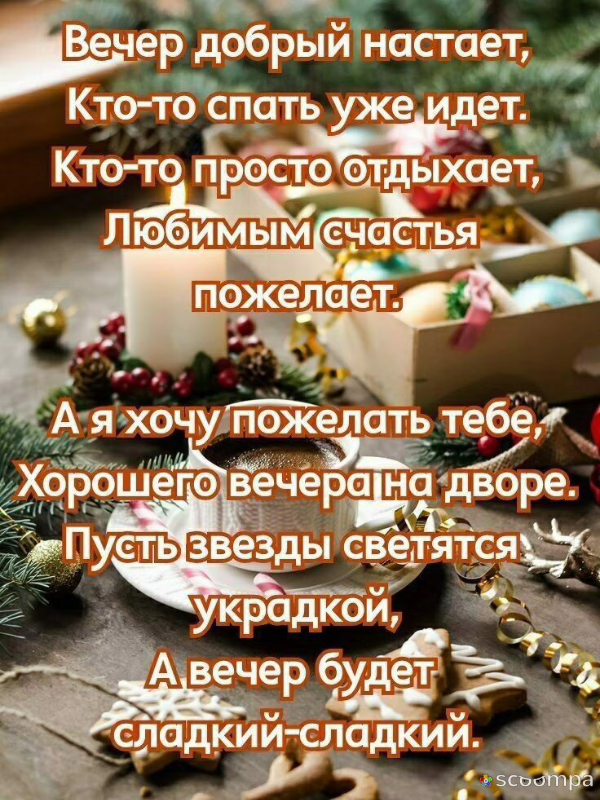 Вечер добрый настает,
Кто-то спать уже идет.
Кто-то просто отдыхает,
Любимым счастья
пожелает.
А я хочу пожелать тебе,
Хорошего вечера на дворе.
Пусть звезды светятся
украдкой,
А вечер будет
сладкий-сладкий.
scoompa